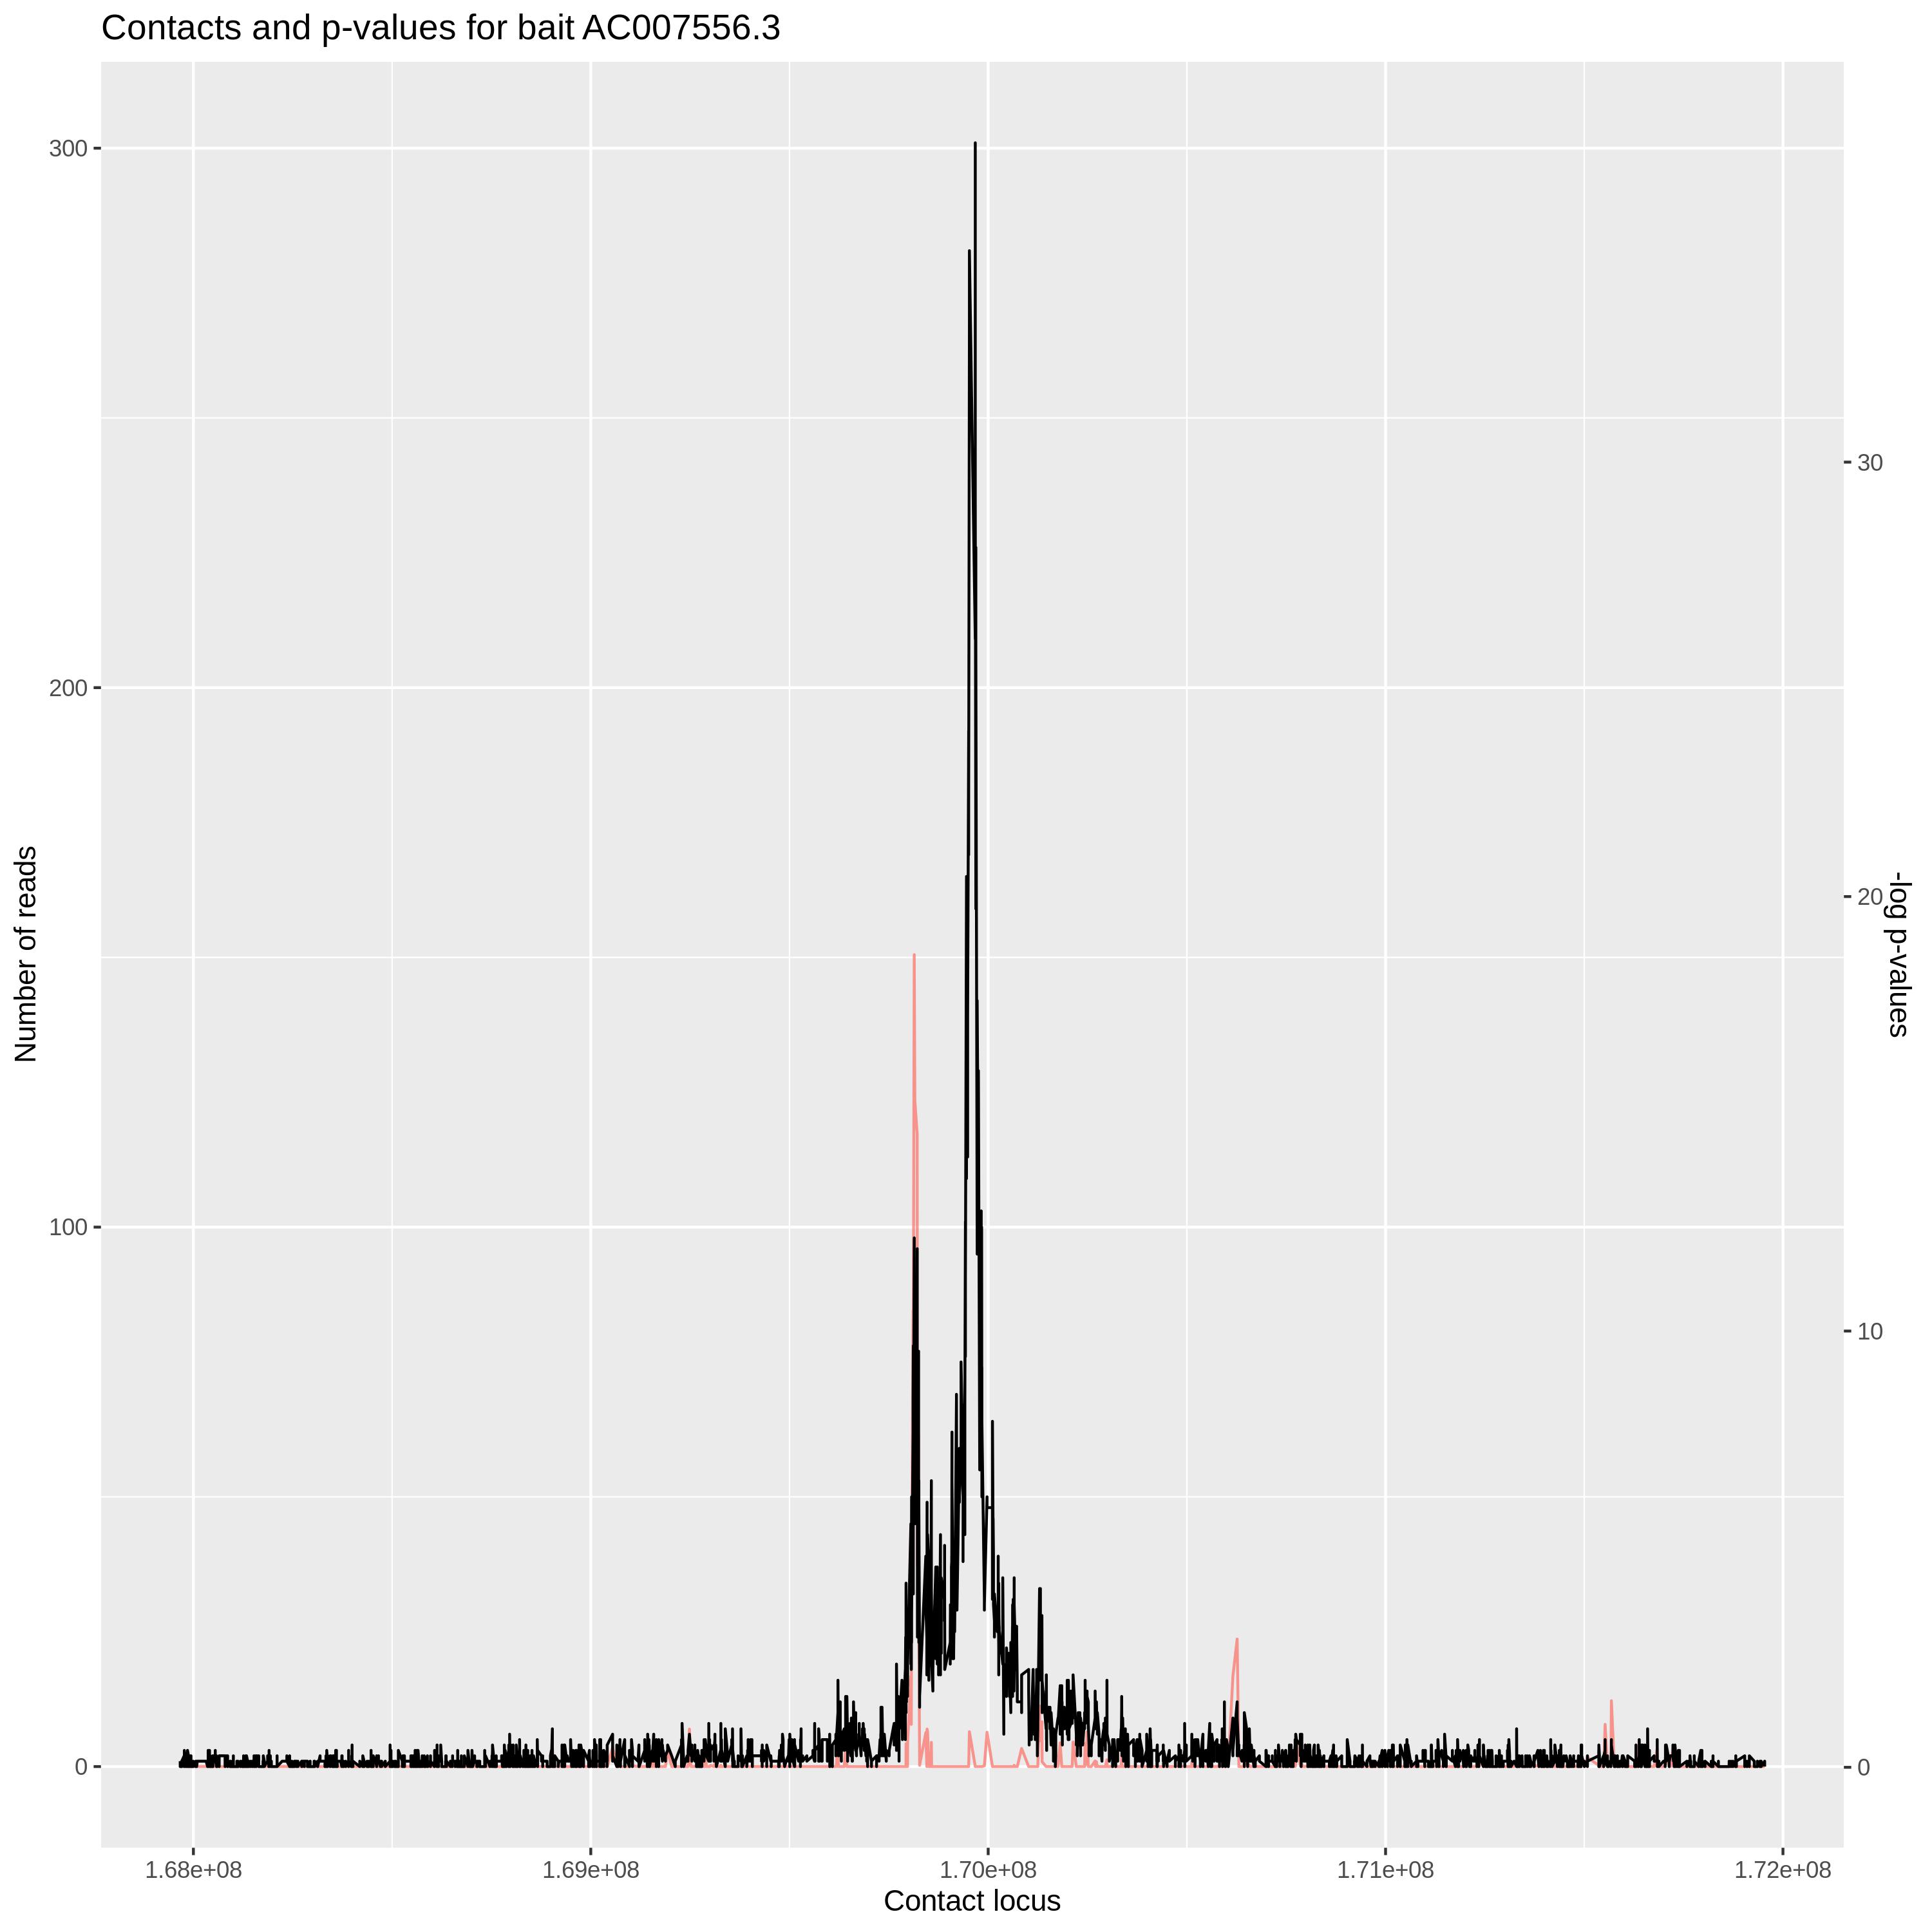 Contacts and p-values for bait AC007556.3
300
200
100
0
Number of reads
30
20
10
0
-log p-values
1.68e+08
1.69e+08
1.70e+08
1.71e+08
1.72e+08
Contact locus